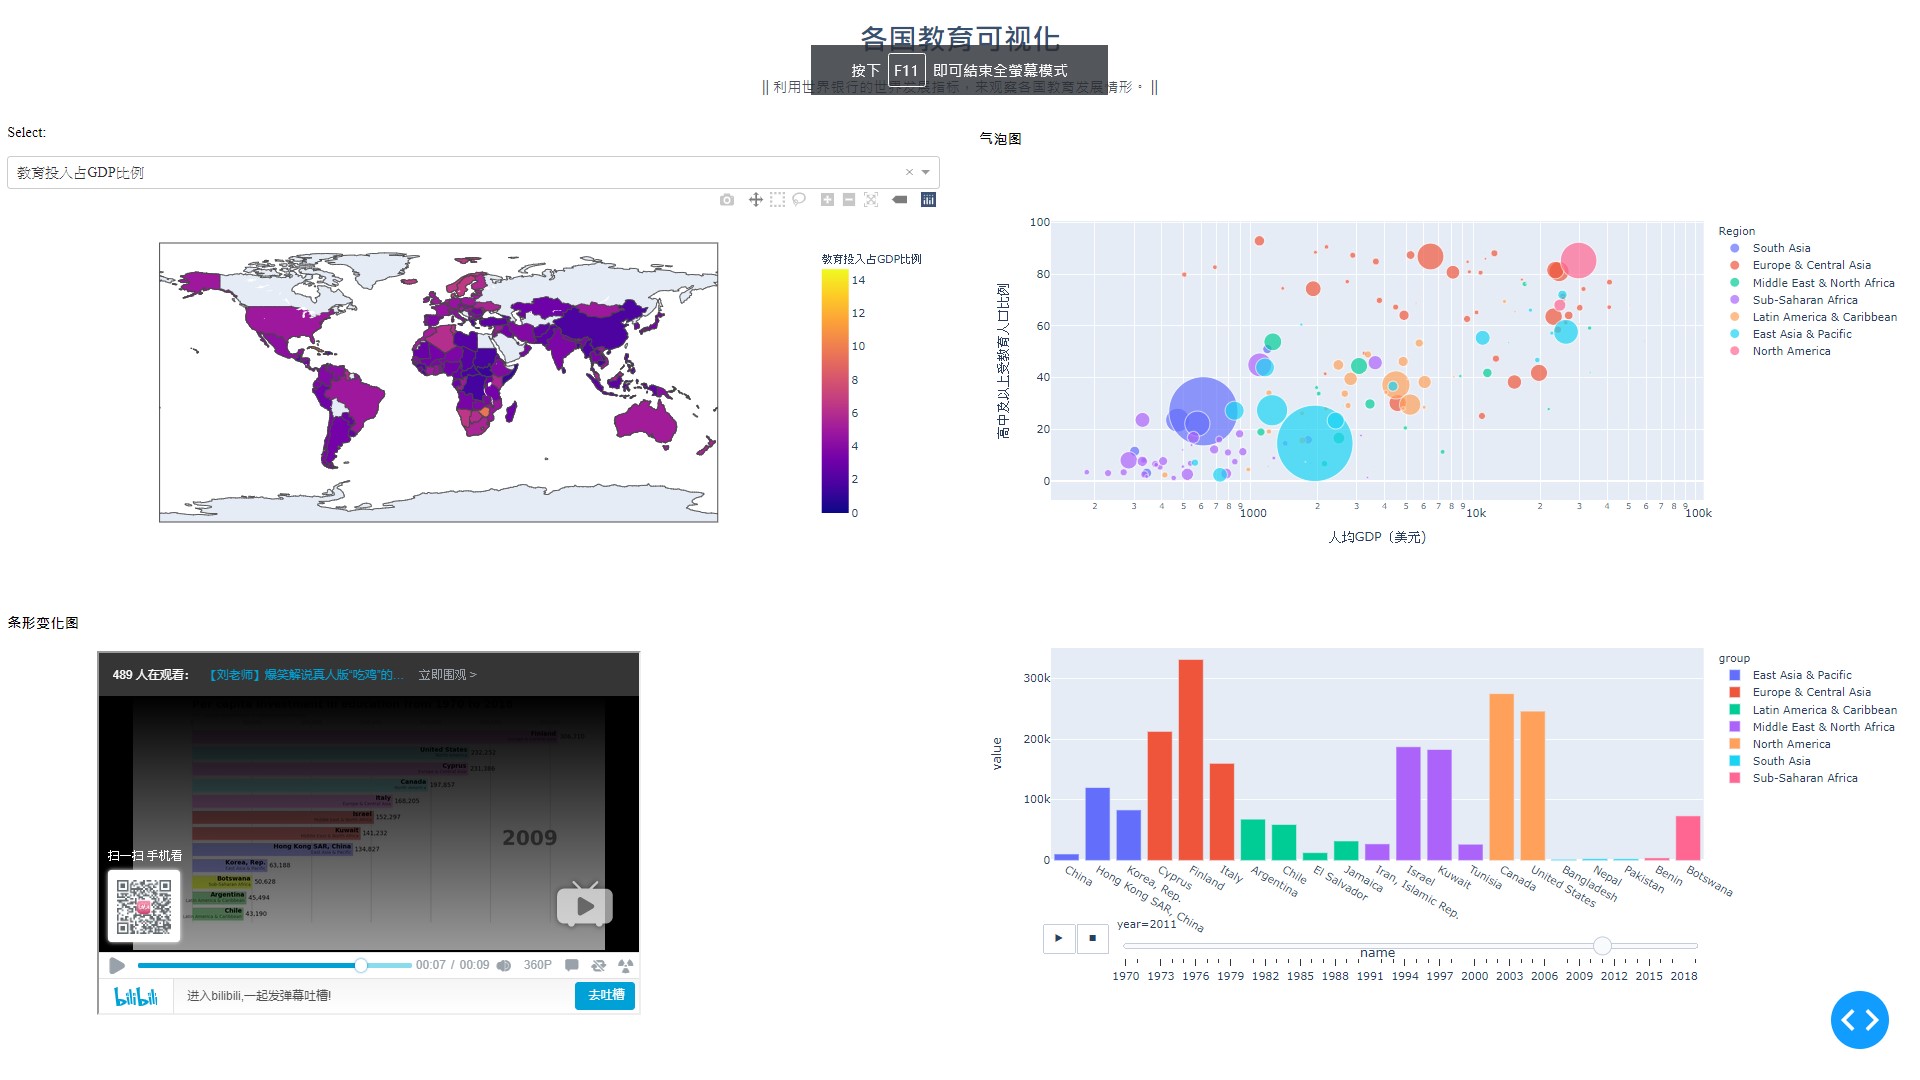 各国教育可视化
按下 F11 即可結束全螢幕模式
|| 利用世界银行的世界发展指标，来观察各国教育发展情形。 ||
Select:
教育投入占GDP比例
教育投入占GDP比例
14
12
10
8
6
4
2
0
气泡图
100
80
60
40
20
0
高中及以上受教育人口比例
2 3 4 5 6 7 8 9 1000 2 3 4 5 6 7 8 9 10k 2 3 4 5 6 7 8 9 100k
人均GDP（美元）
Region
South Asia
Europe & Central Asia
Middle East & North Africa
Sub-Saharan Africa
Latin America & Caribbean
East Asia & Pacific
North America
条形变化图
489 人在观看： 【刘老师】爆笑解说真人版“吃鸡”的... 立即围观 >
Finland
United States
Cyprus 231,386
Canada 197,857
Italy 160,205
Israel 152,297
Kuwait 141,232
Hong Kong SAR, China 134,827
Korea, Rep. 63,188
Botswana 50,628
Argentina 45,494
Chile 43,190
2009
扫一扫 手机看
00:07 / 00:09 360P
bilibili 进入bilibili,一起发弹幕吐槽! 去吐槽
300k
200k
100k
0
value
China
Hong Kong SAR, China
Korea, Rep.
Cyprus
Finland
Italy
Argentina
Chile
El Salvador
Jamaica
Iran, Islamic Rep.
Israel
Kuwait
Tunisia
Canada
United States
Bangladesh
Nepal
Pakistan
Benin
Botswana
name
year=2011
1970 1973 1976 1979 1982 1985 1988 1991 1994 1997 2000 2003 2006 2009 2012 2015 2018
group
East Asia & Pacific
Europe & Central Asia
Latin America & Caribbean
Middle East & North Africa
North America
South Asia
Sub-Saharan Africa